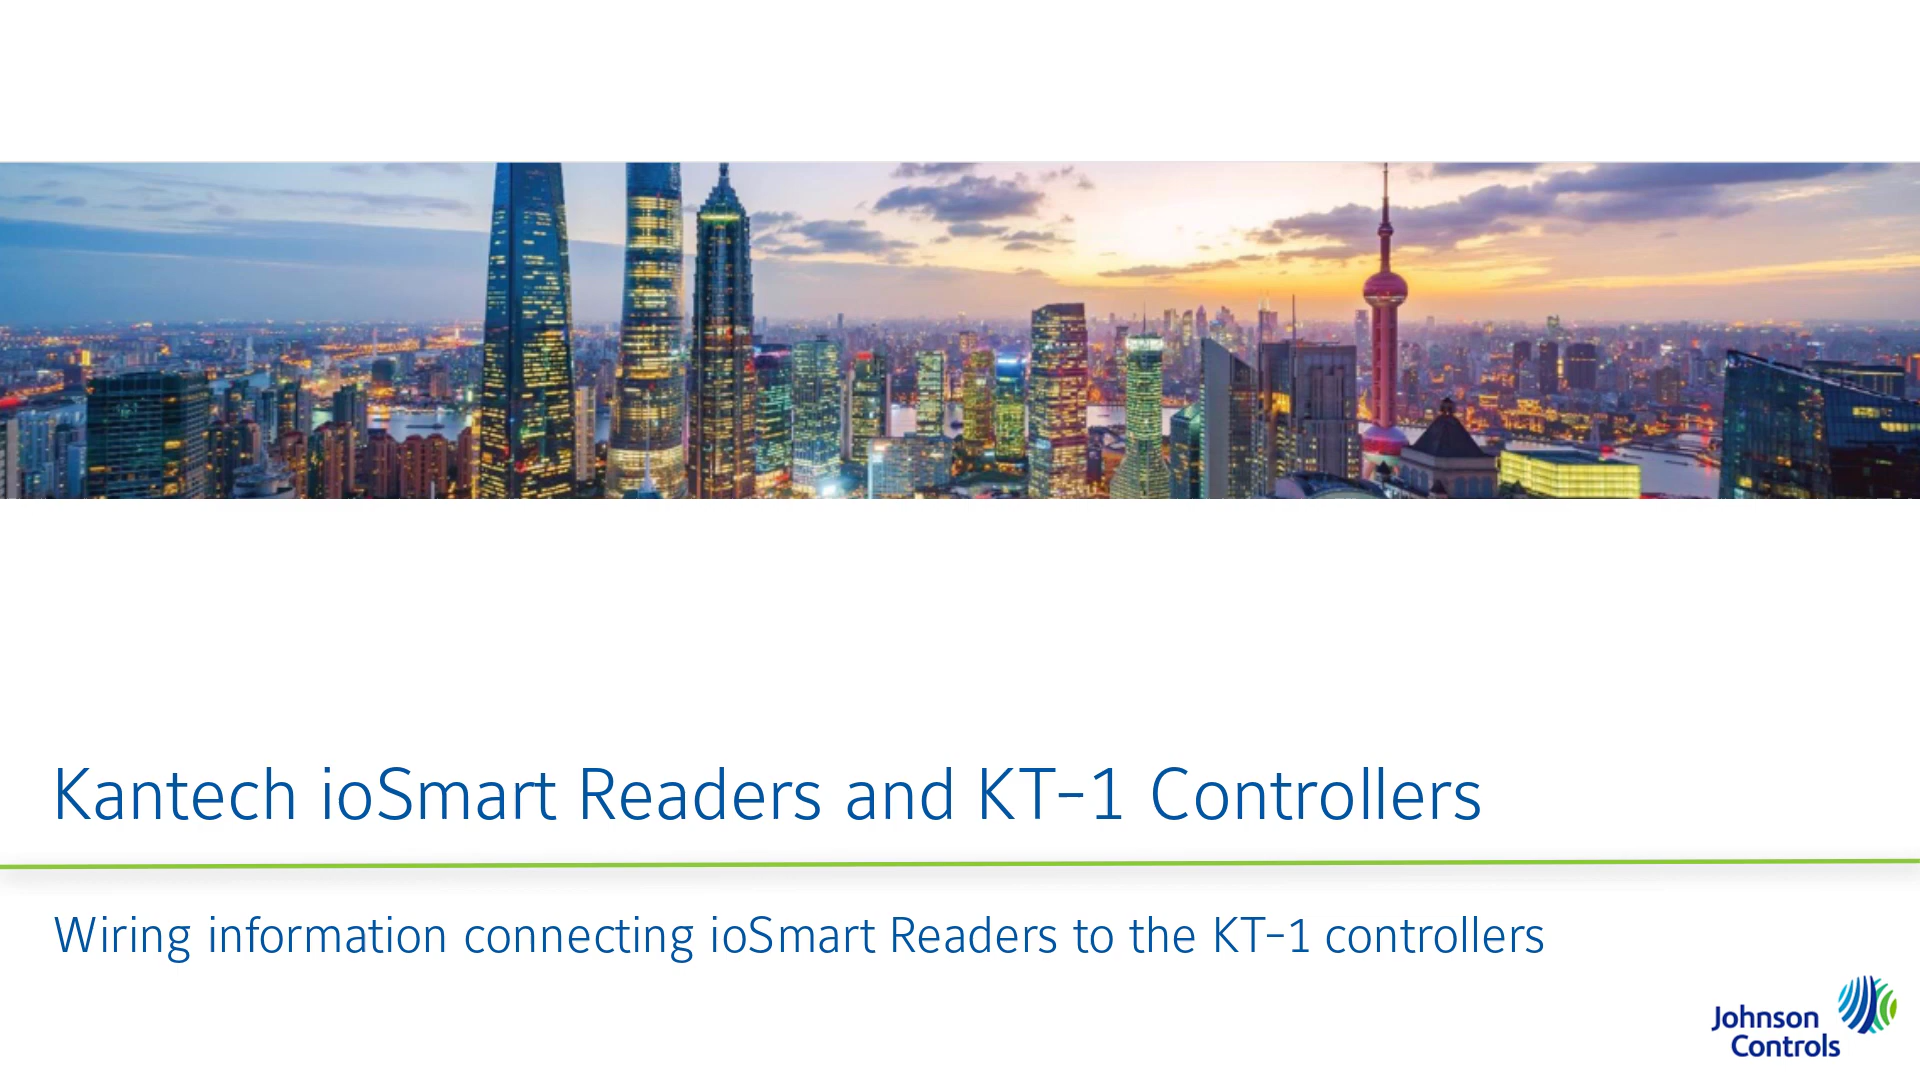 Kantech ioSmart Readers and KT-1 Controllers
Wiring information connecting ioSmart Readers to the KT-1 controllers
Johnson
Controls